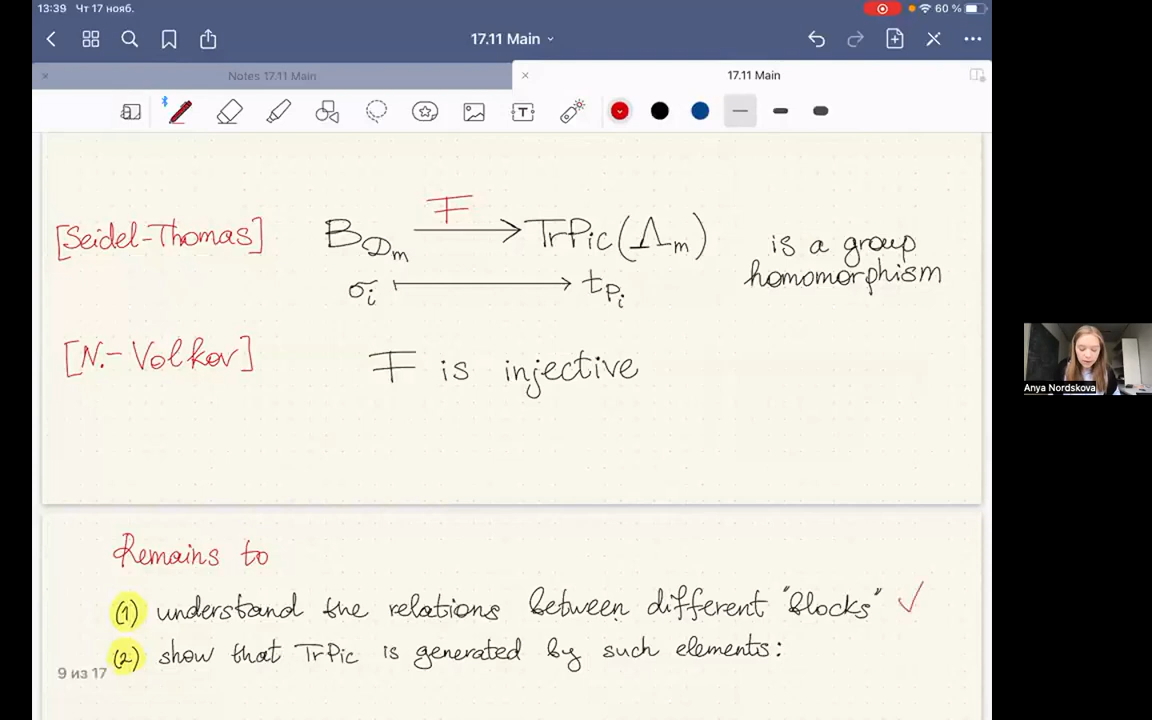 13:39 Чт 17 нояб.
60 %
17.11 Main
Notes 17.11 Main
17.11 Main
[Seidel-Thomas] B_{D_m} \xrightarrow{F} TrPic(Λ_m) is a group homomorphism
σ_i ⟼ t_{P_i}
[N.-Volkov] F is injective
Anya Nordskova
Remains to
(1) understand the relations between different "blocks" ✓
(2) show that TrPic is generated by such elements:
9 из 17